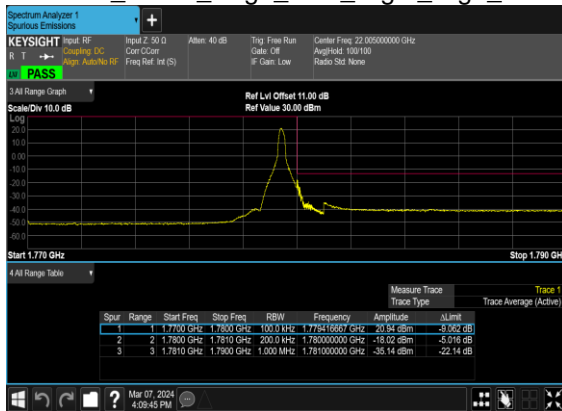 Spectrum Analyzer 1
Spurious Emissions
KEYSIGHT Input: RF Input Z: 50 Ω Atten: 40 dB Trig: Free Run Center Freq: 22.005000000 GHz
R T Coupling: DC Corr CCorr Gate: Off Avg|Hold: 100/100
Align: Auto/No RF Freq Ref: Int (S) IF Gain: Low Radio Std: None
PASS
3 All Range Graph
Ref Lvl Offset 11.00 dB
Scale/Div 10.0 dB Ref Value 30.00 dBm
Log
20.0
10.0
0.00
-10.0
-20.0
-30.0
-40.0
-50.0
-60.0
Start 1.770 GHz Stop 1.790 GH
4 All Range Table
Measure Trace Trace 1
Trace Type Trace Average (Active)
Spur Range Start Freq Stop Freq RBW Frequency Amplitude ΔLimit
1 1 1.7700 GHz 1.7800 GHz 100.0 kHz 1.779416667 GHz 20.94 dBm -9.062 dB
2 2 1.7800 GHz 1.7810 GHz 200.0 kHz 1.780000000 GHz -18.02 dBm -5.016 dB
3 3 1.7810 GHz 1.7900 GHz 1.000 MHz 1.781000000 GHz -35.14 dBm -22.14 dB
Mar 07, 2024
4:09:45 PM